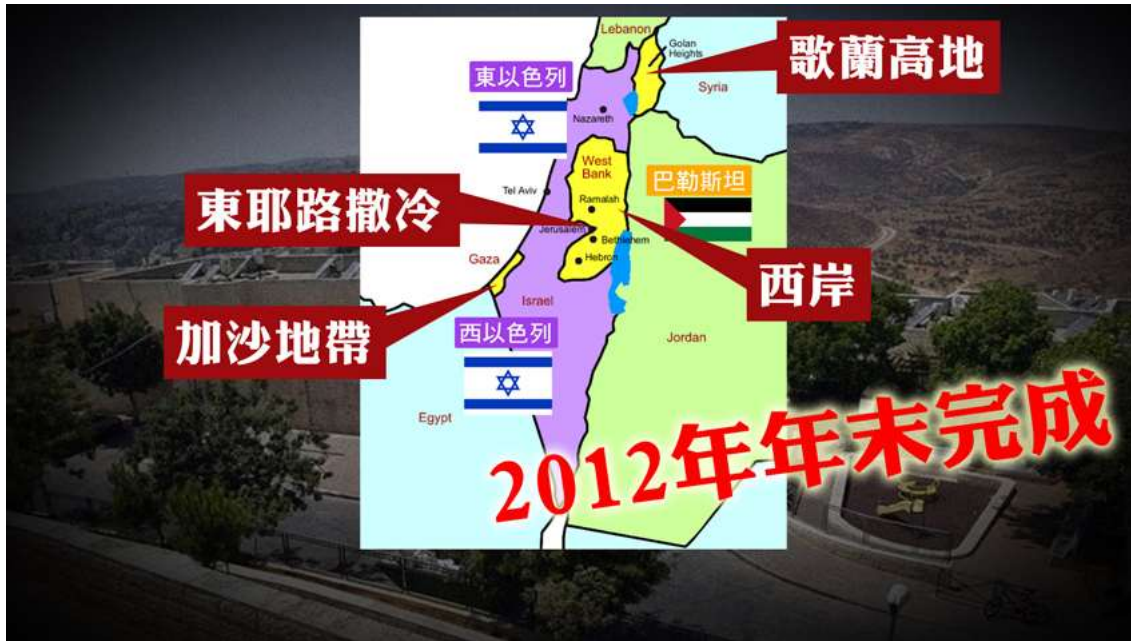 Lebanon
Golan
Heights
歌蘭高地
東以色列
Syria
Nazareth
West
Bank
巴勒斯坦
Tel Aviv
Ramalah
東耶路撒冷
Jerusalem
Bethlehem
Gaza
Hebron
西岸
Israel
加沙地帶
西以色列
Jordan
Egypt
2012年年末完成